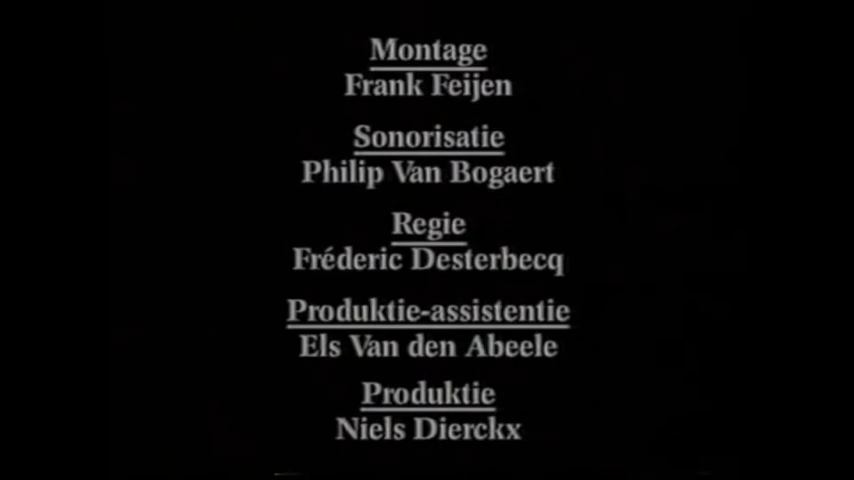 Montage
Frank Feijen
Sonorisatie
Philip Van Bogaert
Regie
Fréderic Desterbecq
Produktie-assistentie
Els Van den Abeele
Produktie
Niels Dierckx